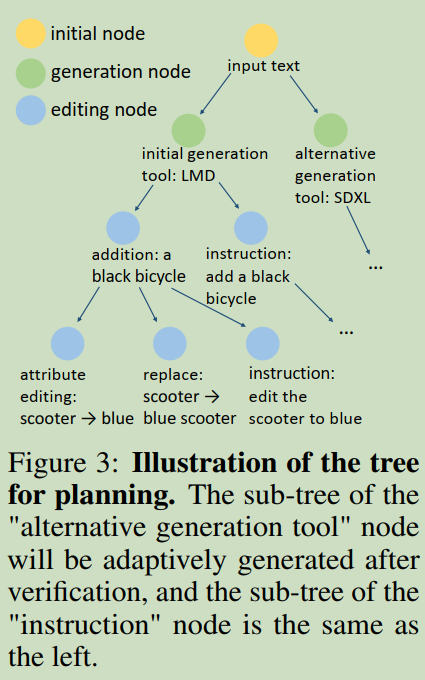 initial node
generation node
editing node
input text
initial generation
tool: LMD
alternative
generation
tool: SDXL
addition: a
black bicycle
instruction:
add a black
bicycle
...
...
attribute
editing:
scooter → blue
replace:
scooter →
blue scooter
instruction:
edit the
scooter to blue
Figure 3: Illustration of the tree
for planning. The sub-tree of the
"alternative generation tool" node
will be adaptively generated after
verification, and the sub-tree of the
"instruction" node is the same as
the left.